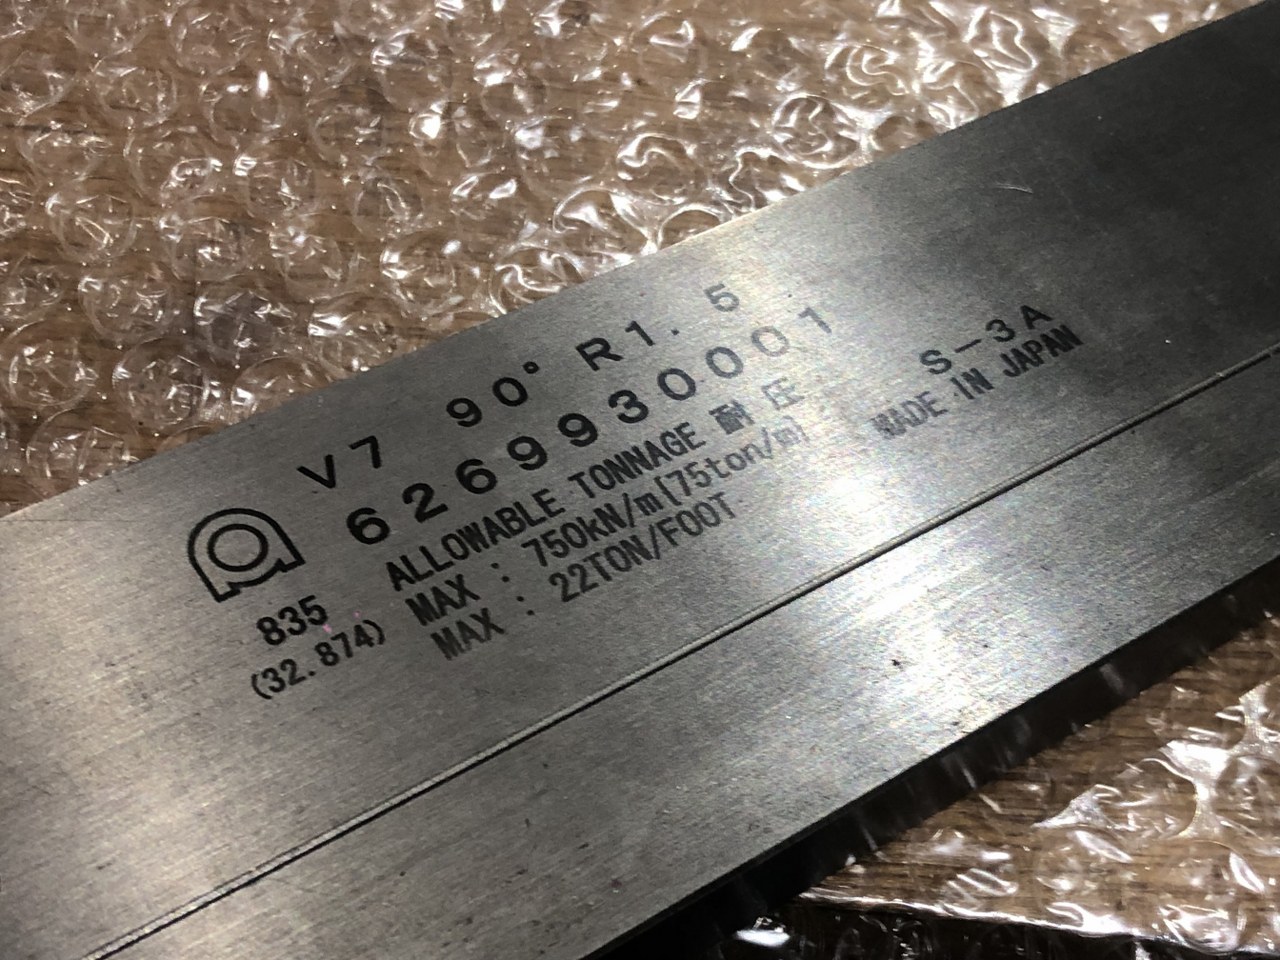 V7 90° R1.5
6269930001
835 ALLOWABLE TONNAGE 耐圧 S-3A
(32.874) MAX : 750kN/m(75ton/m) MADE IN JAPAN
MAX : 22TON/FOOT